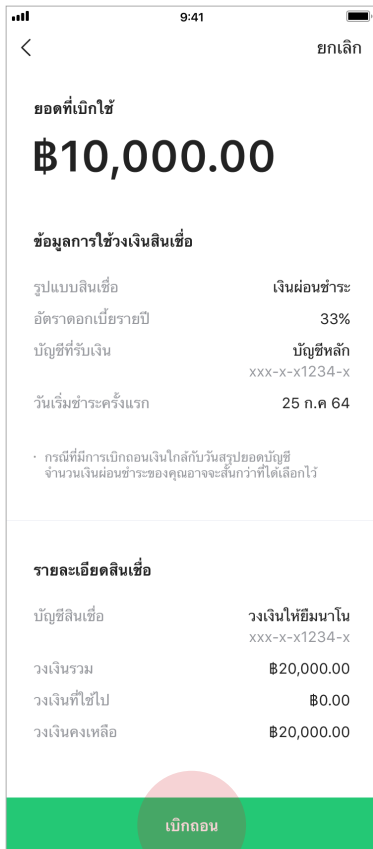 9:41
ยกเลิก
ยอดที่เบิกใช้
฿10,000.00
ข้อมูลการใช้วงเงินสินเชื่อ
รูปแบบสินเชื่อ เงินผ่อนชำระ
อัตราดอกเบี้ยรายปี 33%
บัญชีที่รับเงิน บัญชีหลัก
xxx-x-x1234-x
วันเริ่มชำระครั้งแรก 25 ก.ค 64
· กรณีที่มีการเบิกถอนเงินใกล้กับวันสรุปยอดบัญชี
จำนวนเงินผ่อนชำระของคุณอาจจะสั้นกว่าที่ได้เลือกไว้
รายละเอียดสินเชื่อ
บัญชีสินเชื่อ วงเงินให้ยืมนาโน
xxx-x-x1234-x
วงเงินรวม ฿20,000.00
วงเงินที่ใช้ไป ฿0.00
วงเงินคงเหลือ ฿20,000.00
เบิกถอน